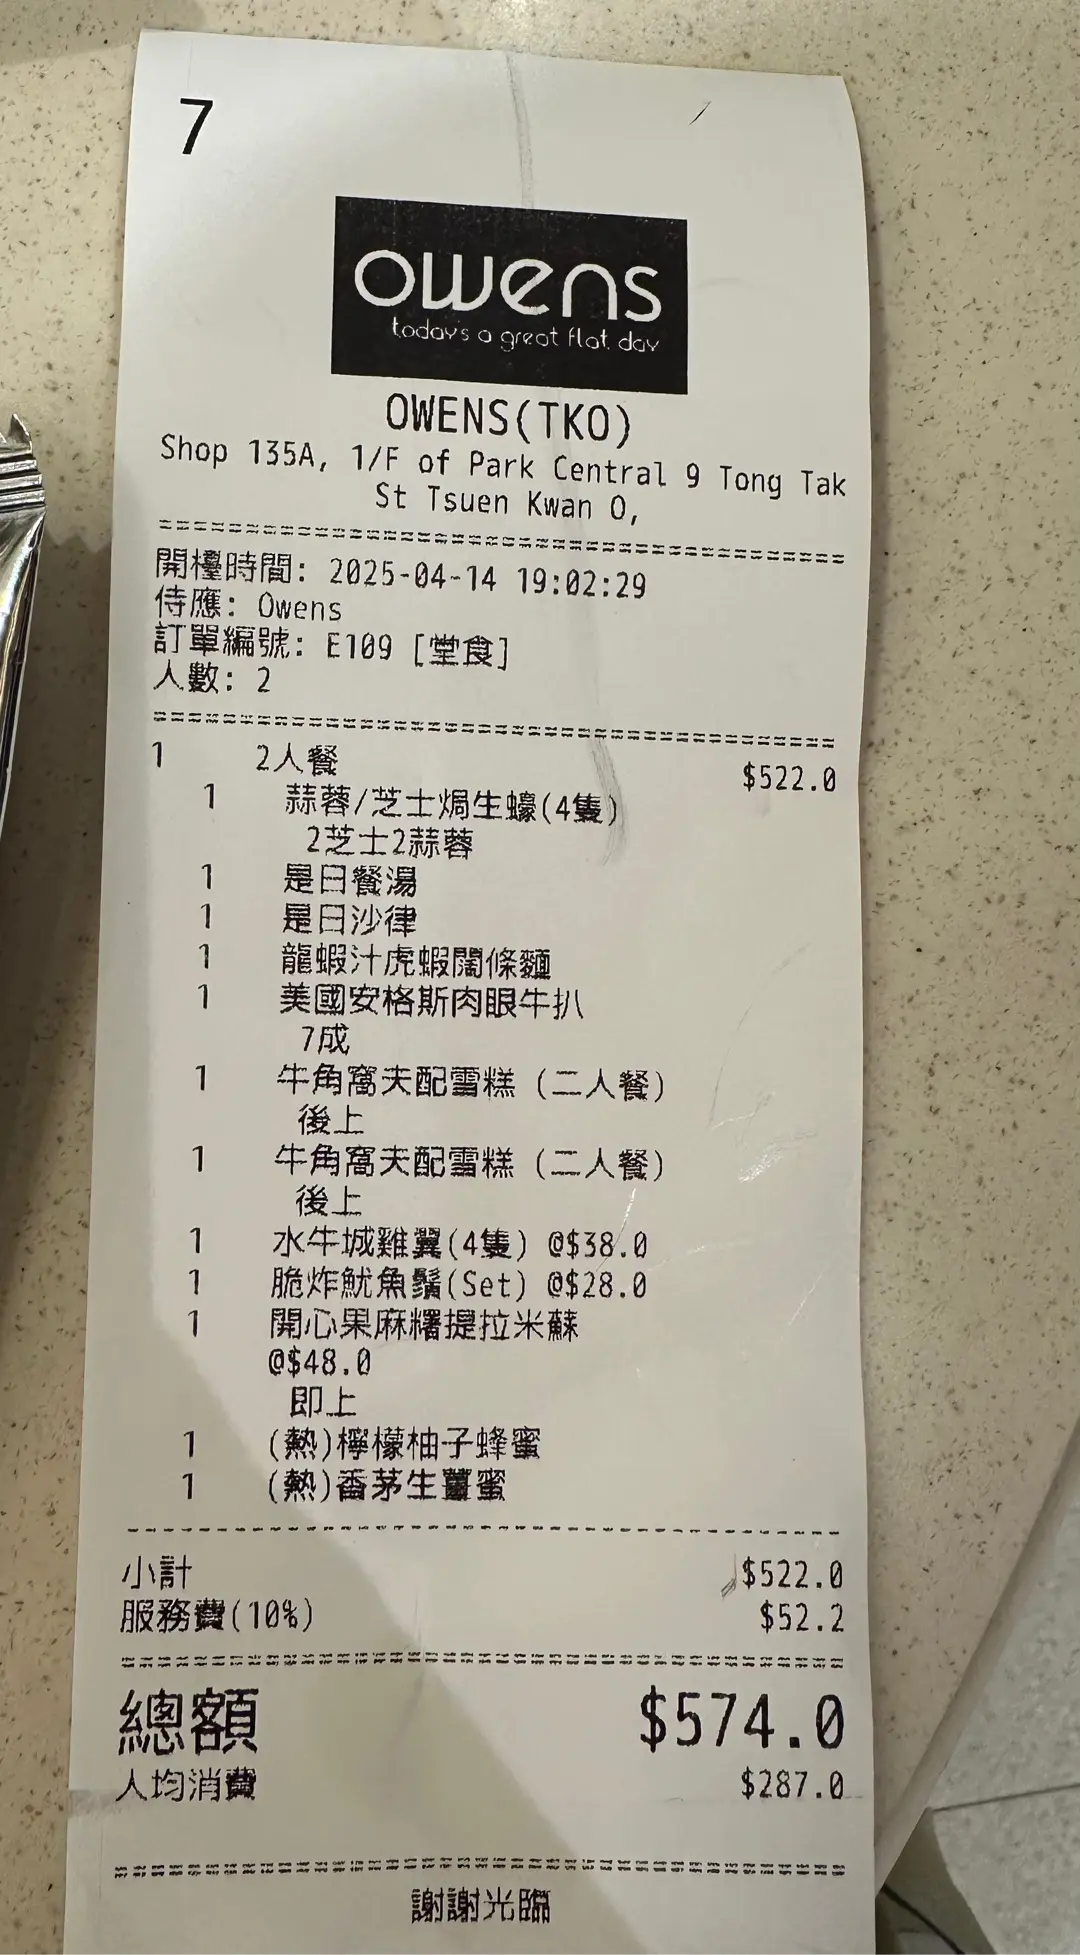 7
owens
today's a great flat day
OWENS(TKO)
Shop 135A, 1/F of Park Central 9 Tong Tak
St Tsuen Kwan O,
開檯時間: 2025-04-14 19:02:29
侍應: Owens
訂單編號: E109 [堂食]
人數: 2
1 2人餐 $522.0
1 蒜蓉/芝士焗生蠔(4隻)
2芝士2蒜蓉
1 是日餐湯
1 是日沙律
1 龍蝦汁虎蝦闊條麵
1 美國安格斯肉眼牛扒
7成
1 牛角窩夫配雪糕 (二人餐)
後上
1 牛角窩夫配雪糕 (二人餐)
後上
1 水牛城雞翼(4隻) @$38.0
1 脆炸魷魚鬚(Set) @$28.0
1 開心果麻糬提拉米蘇
@$48.0
即上
1 (熱)檸檬柚子蜂蜜
1 (熱)香茅生薑蜜
小計 $522.0
服務費(10%) $52.2
總額 $574.0
人均消費 $287.0
謝謝光臨